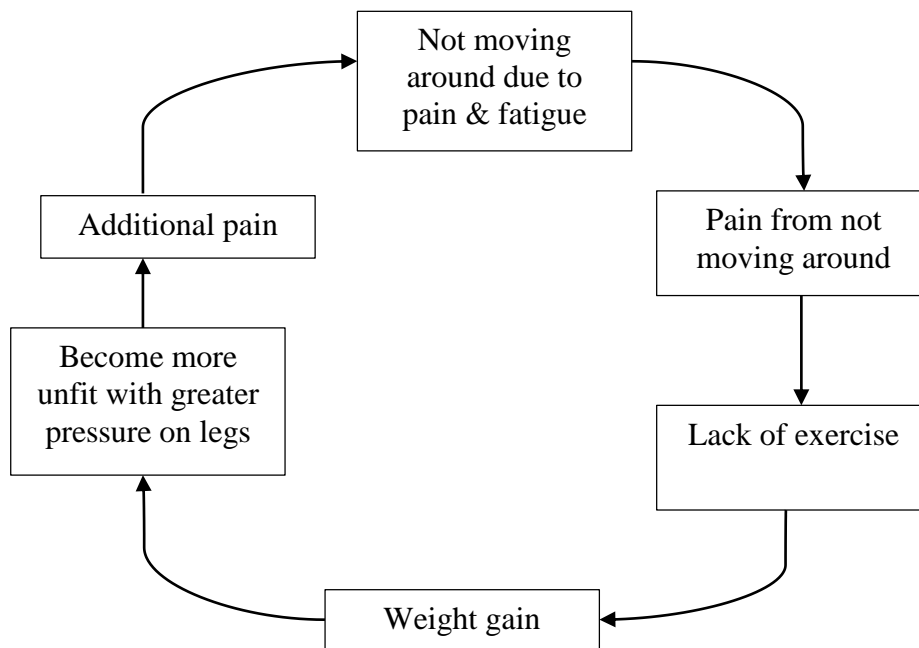 Not moving
around due to
pain & fatigue
Pain from not
moving around
Lack of exercise
Weight gain
Become more
unfit with greater
pressure on legs
Additional pain